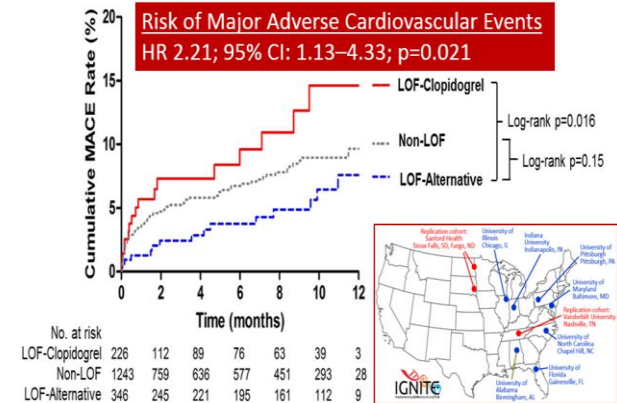 Risk of Major Adverse Cardiovascular Events
HR 2.21; 95% CI: 1.13–4.33; p=0.021
Cumulative MACE Rate (%)
20
15
10
5
0
LOF-Clopidogrel
Non-LOF
LOF-Alternative
Log-rank p=0.016
Log-rank p=0.15
0 2 4 6 8 10 12
Time (months)
No. at risk
LOF-Clopidogrel 226 112 89 76 63 39 3
Non-LOF 1243 759 636 577 451 293 28
LOF-Alternative 346 245 221 195 161 112 9
Replication cohort:
Sanford Health
Sioux Falls, SD, Fargo, ND
University of
Illinois
Chicago, IL
Indiana
University
Indianapolis, IN
University of
Pittsburgh
Pittsburgh, PA
University of
Maryland
Baltimore, MD
Replication cohort:
Vanderbilt University
Nashville, TN
University of
North Carolina
Chapel Hill, NC
University of
Florida
Gainesville, FL
University of
Alabama
Birmingham, AL
IGNITE